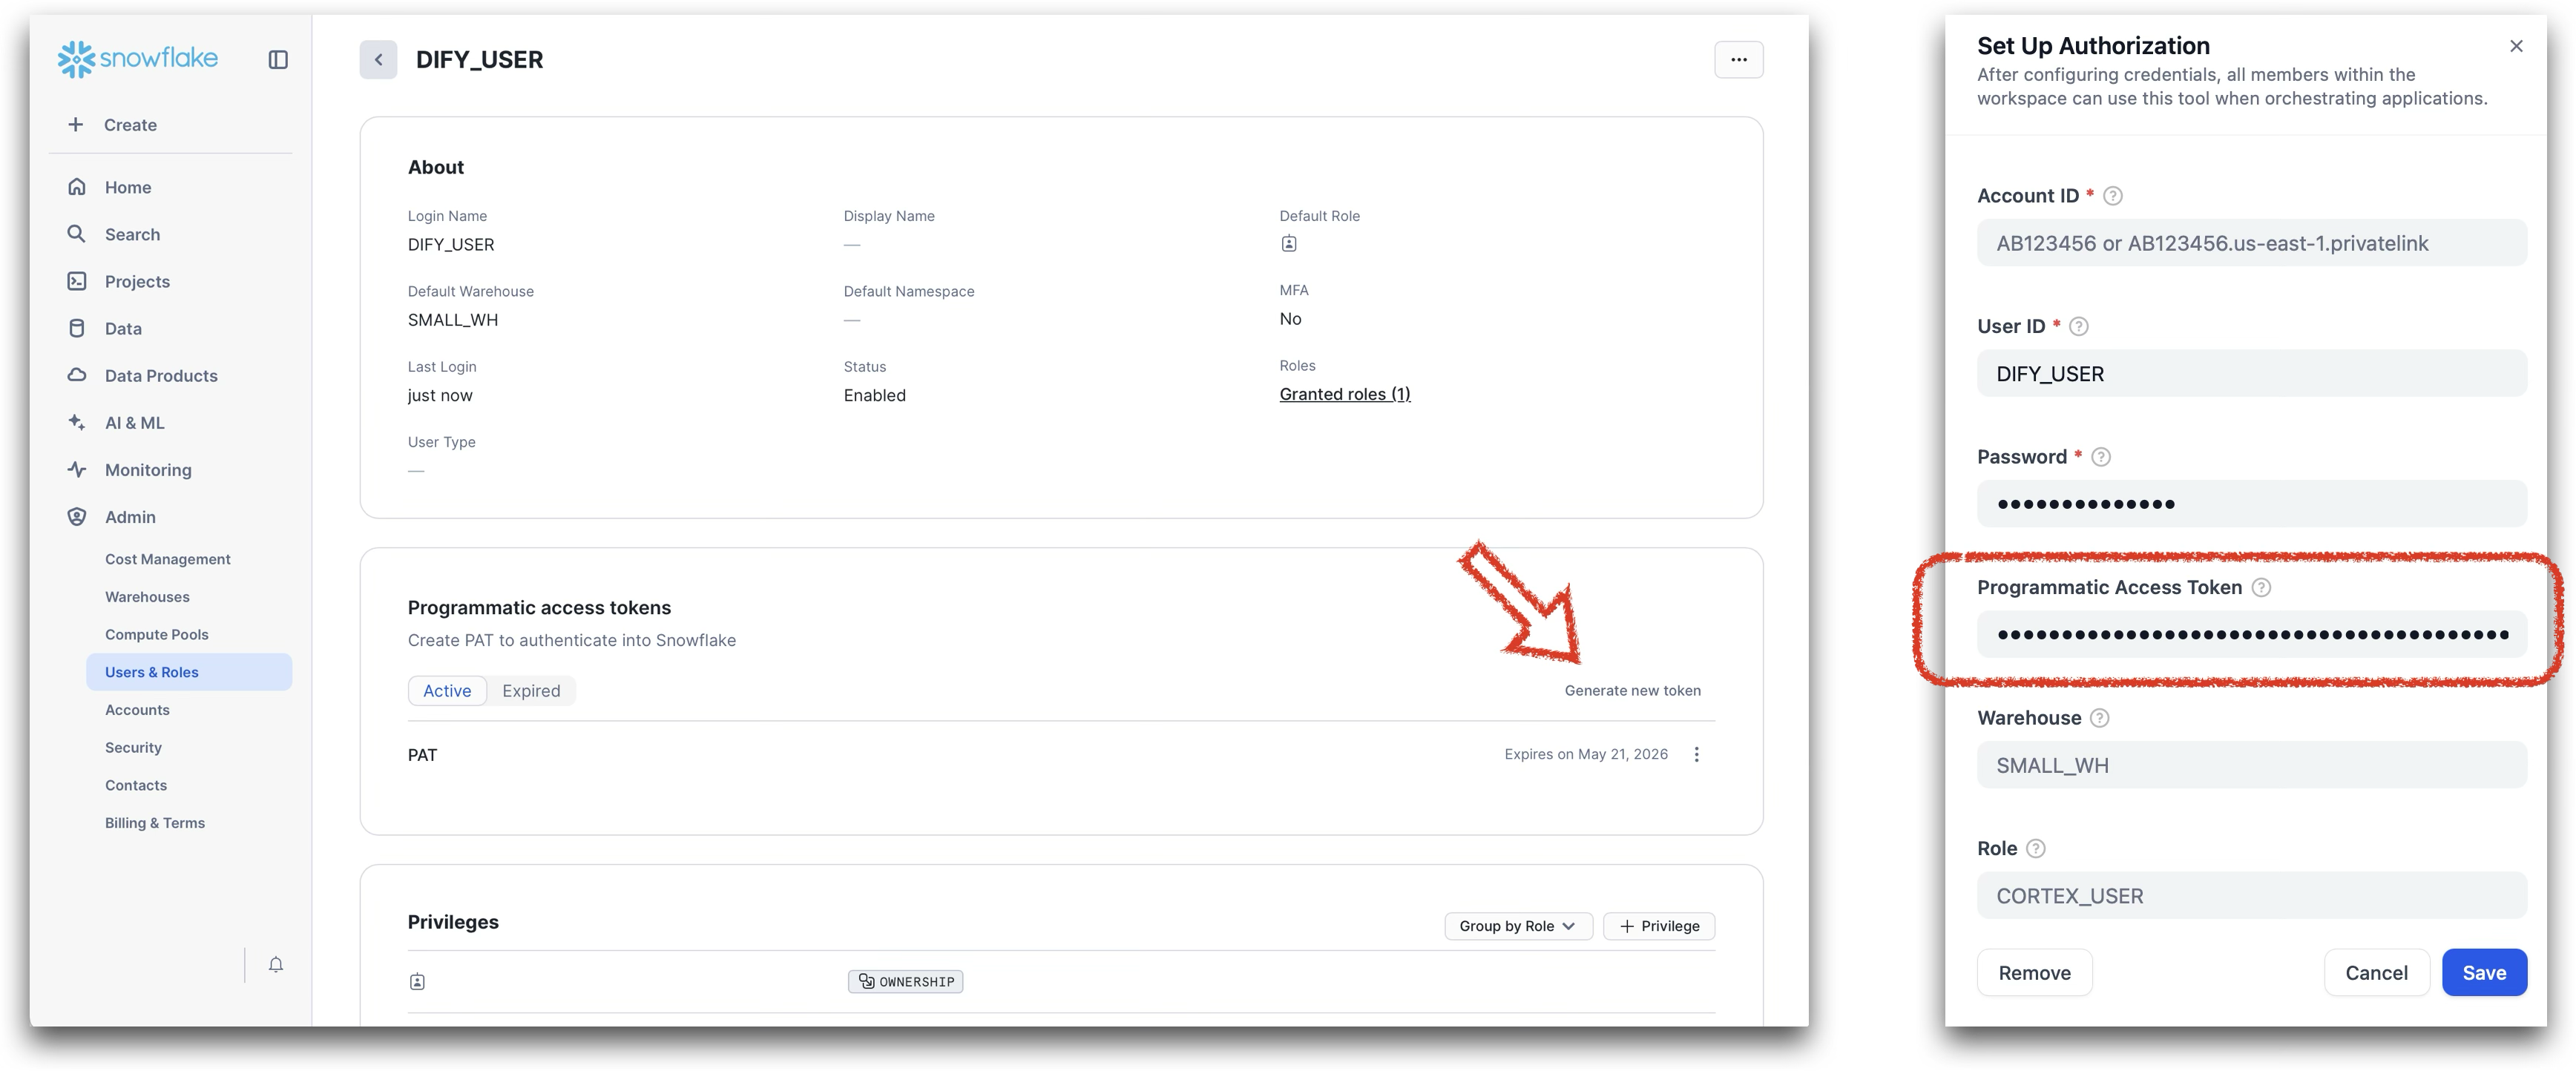 snowflake
Create
Home
Search
Projects
Data
Data Products
AI & ML
Monitoring
Admin
Cost Management
Warehouses
Compute Pools
Users & Roles
Accounts
Security
Contacts
Billing & Terms
DIFY_USER
About
Login Name
DIFY_USER
Display Name
—
Default Role
Default Warehouse
SMALL_WH
Default Namespace
—
MFA
No
Last Login
just now
Status
Enabled
Roles
Granted roles (1)
User Type
—
Programmatic access tokens
Create PAT to authenticate into Snowflake
Active Expired
Generate new token
PAT
Expires on May 21, 2026
Privileges
Group by Role
+ Privilege
OWNERSHIP
Set Up Authorization
After configuring credentials, all members within the
workspace can use this tool when orchestrating applications.
Account ID *
AB123456 or AB123456.us-east-1.privatelink
User ID *
DIFY_USER
Password *
Programmatic Access Token
Warehouse
SMALL_WH
Role
CORTEX_USER
Remove
Cancel
Save